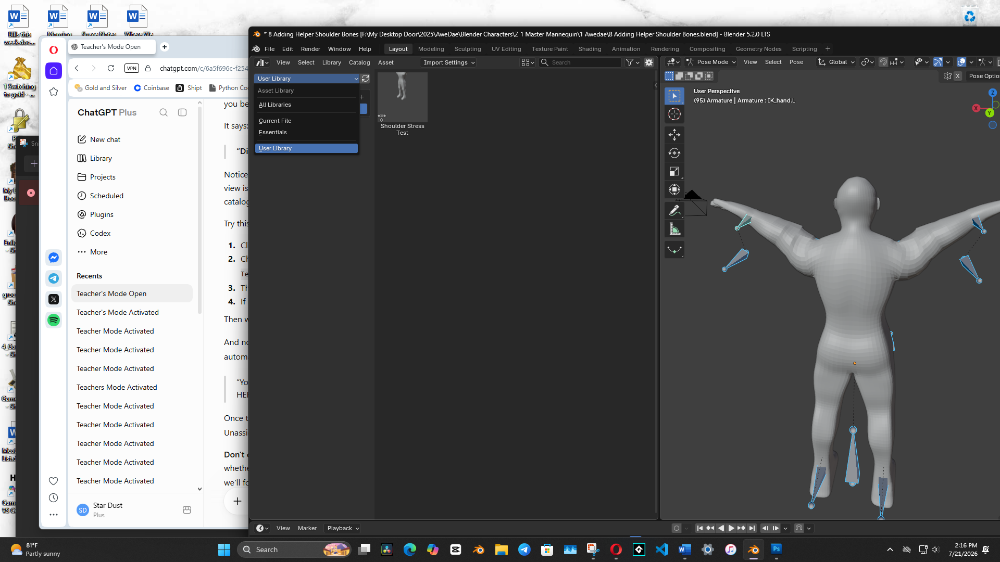 Bills this
week.doc...
Morning
Space Notes
Where We
1 Switching
to gold - ...
Teacher's Mode Open
VPN
chatgpt.com/c/6a5f696c-f254
Gold and Silver
Coinbase
Shipt
Python Co
ChatGPT Plus
New chat
Library
Projects
Scheduled
Plugins
Codex
More
Recents
Teacher's Mode Open
Teacher's Mode Activated
Teacher Mode Activated
Teacher Mode Activated
Teacher Mode Activated
Teachers Mode Activated
Teacher Mode Activated
Teacher Mode Activated
Teacher Mode Activated
Teacher Mode Activated
Teacher Mode Activated
SD
Star Dust
Plus
you be
It says:
“Di
Notice
view is
catalog
Try this
1. Cl
2. Ch
Te
3. Th
4. If
Then w
And no
autom
“Yo
HE
Once t
Unassi
Don't
whethe
we'll fo
* 8 Adding Helper Shoulder Bones [F:\My Desktop Door\2025\AweDae\Blender Characters\Z 1 Master Mannequin\1 Awedae\8 Adding Helper Shoulder Bones.blend] - Blender 5.2.0 LTS
File Edit Render Window Help Layout Modeling Sculpting UV Editing Texture Paint Shading Animation Rendering Compositing Geometry Nodes Scripting
View Select Library Catalog Asset Import Settings Search
User Library
Asset Library
All Libraries
Current File
Essentials
User Library
Shoulder Stress
Test
Pose Mode View Select Pose Global
X Pose Optio
User Perspective
(95) Armature | Armature : IK_hand.L
Z
X
Y
View Marker Playback
81°F
Partly sunny
Search
2:16 PM
7/21/2026